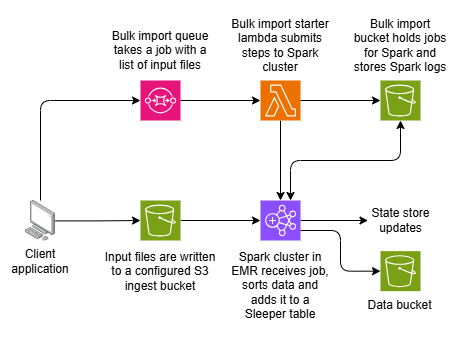 Bulk import queue
takes a job with a
list of input files
Bulk import starter
lambda submits
steps to Spark
cluster
Bulk import
bucket holds jobs
for Spark and
stores Spark logs
Client
application
Input files are written
to a configured S3
ingest bucket
Spark cluster in
EMR receives job,
sorts data and
adds it to a
Sleeper table
State store
updates
Data bucket